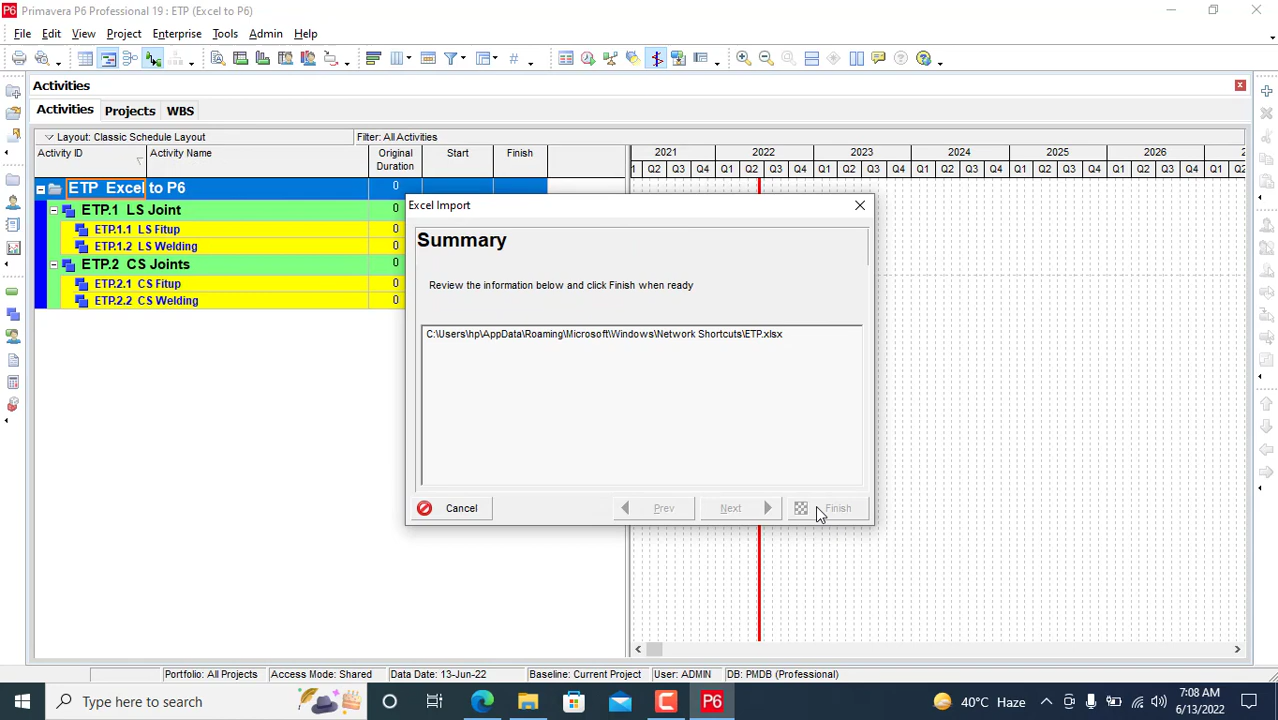 P6 Primavera P6 Professional 19 : ETP (Excel to P6)
File Edit View Project Enterprise Tools Admin Help
Activities
Activities Projects WBS
Layout: Classic Schedule Layout Filter: All Activities
Activity ID Activity Name Original Duration Start Finish
2021 2022 2023 2024 2025 2026 2
1 Q2 Q3 Q4 Q1 Q2 Q3 Q4 Q1 Q2 Q3 Q4 Q1 Q2 Q3 Q4 Q1 Q2 Q3 Q4 Q1 Q2 Q3 Q4 Q
ETP Excel to P6 0
ETP.1 LS Joint 0
ETP.1.1 LS Fitup 0
ETP.1.2 LS Welding 0
ETP.2 CS Joints 0
ETP.2.1 CS Fitup 0
ETP.2.2 CS Welding 0
Excel Import
Summary
Review the information below and click Finish when ready
C:\Users\hp\AppData\Roaming\Microsoft\Windows\Network Shortcuts\ETP.xlsx
Cancel Prev Next Finish
Portfolio: All Projects Access Mode: Shared Data Date: 13-Jun-22 Baseline: Current Project User: ADMIN DB: PMDB (Professional)
Type here to search P6 40°C Haze 7:08 AM
6/13/2022